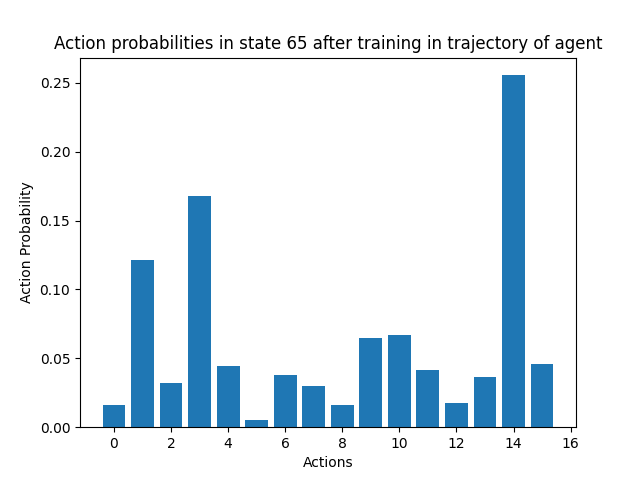 Action probabilities in state 65 after training in trajectory of agent
0.25
0.20
0.15
0.10
0.05
0.00
Action Probability
0 2 4 6 8 10 12 14 16
Actions